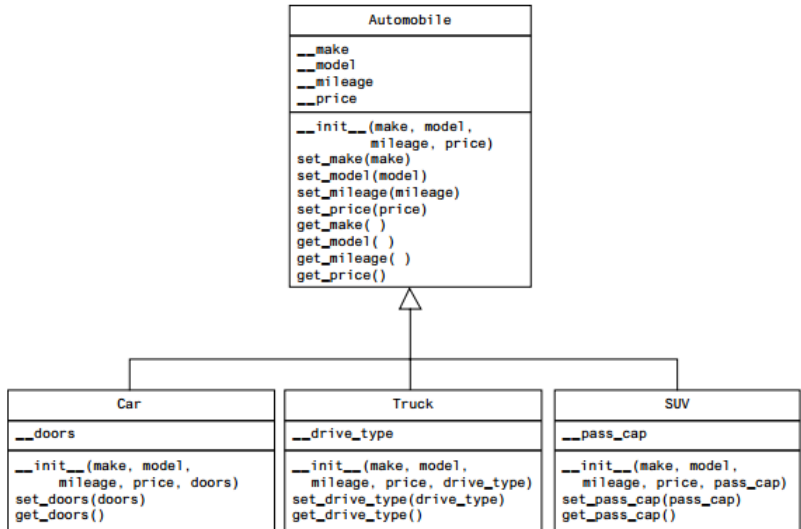 Automobile
__make
__model
__mileage
__price
__init__(make, model,
mileage, price)
set_make(make)
set_model(model)
set_mileage(mileage)
set_price(price)
get_make( )
get_model( )
get_mileage( )
get_price()
Car
__doors
__init__(make, model,
mileage, price, doors)
set_doors(doors)
get_doors()
Truck
__drive_type
__init__(make, model,
mileage, price, drive_type)
set_drive_type(drive_type)
get_drive_type()
SUV
__pass_cap
__init__(make, model,
mileage, price, pass_cap)
set_pass_cap(pass_cap)
get_pass_cap()